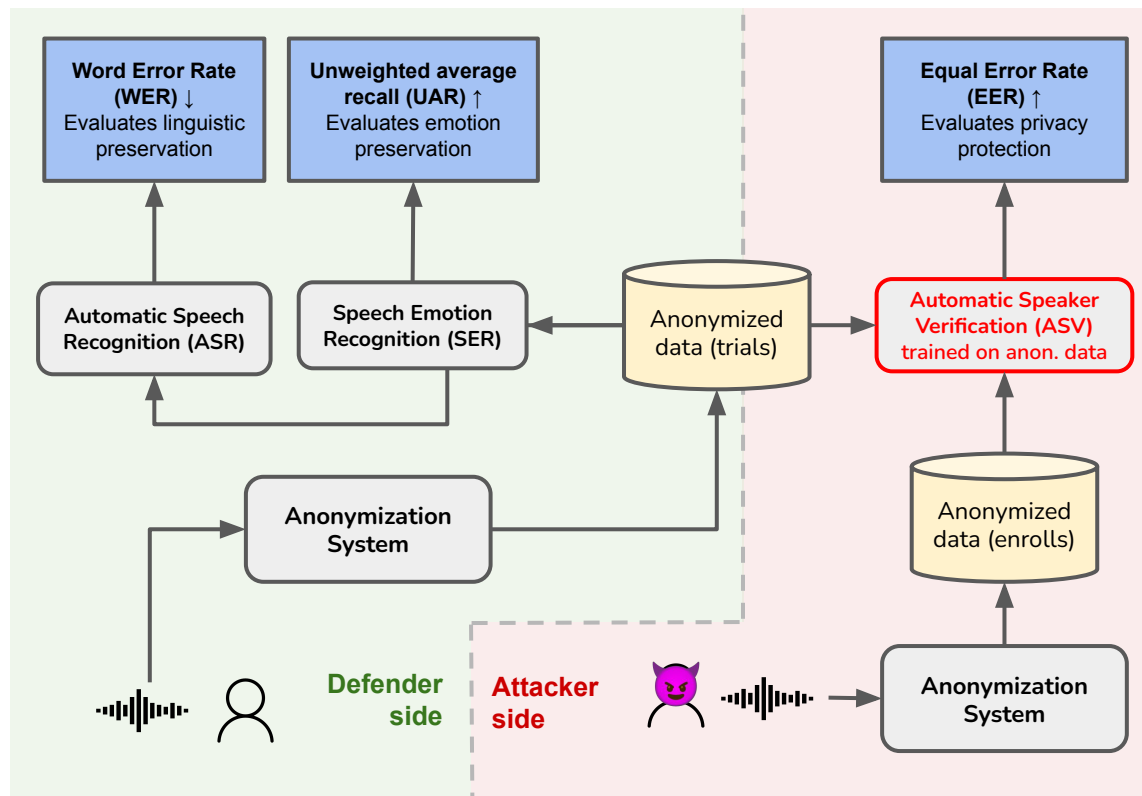 Word Error Rate
(WER) ↓
Evaluates linguistic
preservation
Unweighted average
recall (UAR) ↑
Evaluates emotion
preservation
Equal Error Rate
(EER) ↑
Evaluates privacy
protection
Automatic Speech
Recognition (ASR)
Speech Emotion
Recognition (SER)
Anonymized
data (trials)
Automatic Speaker
Verification (ASV)
trained on anon. data
Anonymization
System
Anonymized
data (enrolls)
Defender
side
Attacker
side
Anonymization
System